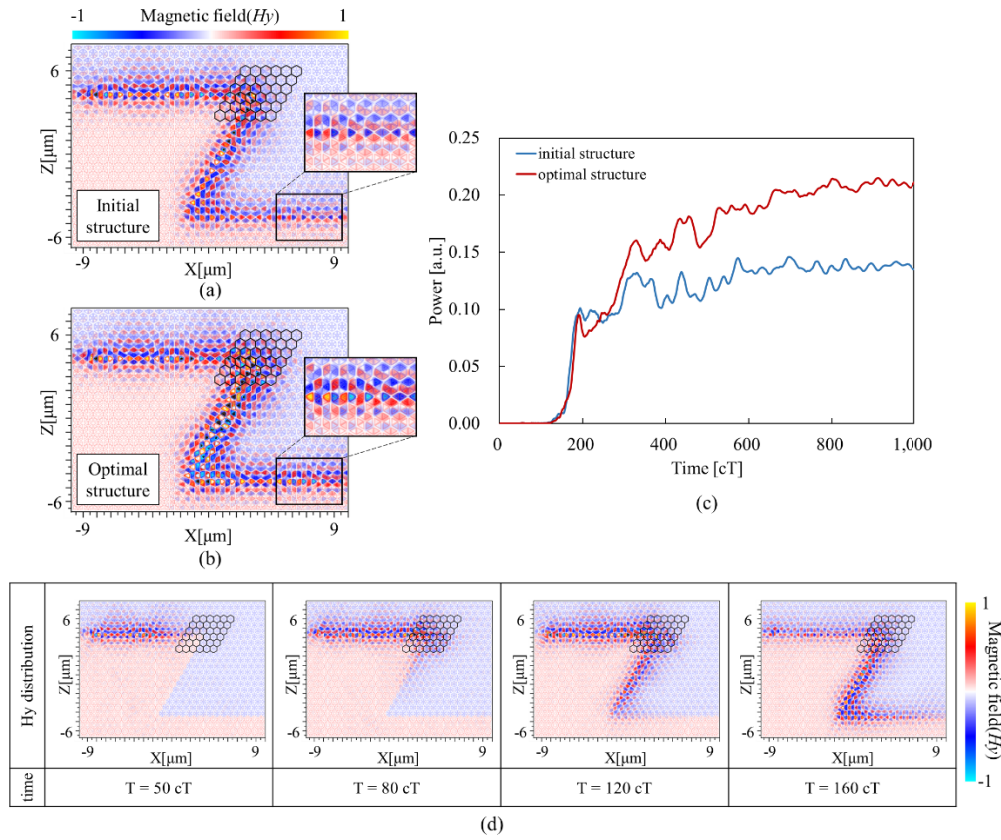 Magnetic field(Hy)
-1
1
6
Z[μm]
-6
Initial
structure
-9
9
X[μm]
(a)
6
Z[μm]
-6
Optimal
structure
-9
9
X[μm]
(b)
0.25
0.20
0.15
0.10
0.05
0.00
Power [a.u.]
initial structure
optimal structure
0
200
400
600
800
1,000
Time [cT]
(c)
Hy distribution
6
Z[μm]
-6
-9
9
X[μm]
6
Z[μm]
-6
-9
9
X[μm]
6
Z[μm]
-6
-9
9
X[μm]
6
Z[μm]
-6
-9
9
X[μm]
1
Magnetic field(Hy)
-1
time
T = 50 cT
T = 80 cT
T = 120 cT
T = 160 cT
(d)